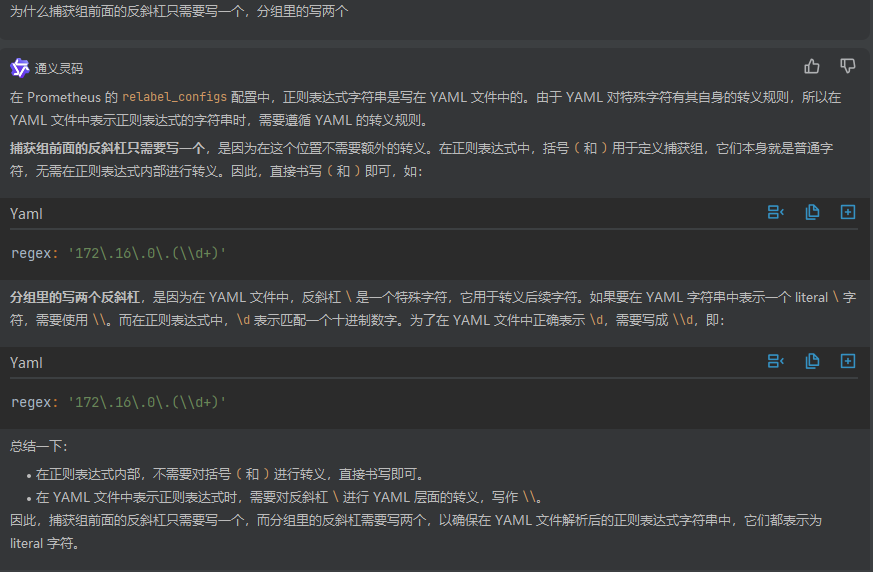 为什么捕获组前面的反斜杠只需要写一个，分组里的写两个
通义灵码
在 Prometheus 的 relabel_configs 配置中，正则表达式字符串是写在 YAML 文件中的。由于 YAML 对特殊字符有其自身的转义规则，所以在
YAML 文件中表示正则表达式的字符串时，需要遵循 YAML 的转义规则。
捕获组前面的反斜杠只需要写一个，是因为在这个位置不需要额外的转义。在正则表达式中，括号 ( 和 ) 用于定义捕获组，它们本身就是普通字
符，无需在正则表达式内部进行转义。因此，直接书写 ( 和 ) 即可，如：
Yaml
regex: '172\.16\.0\.(\\d+)'
分组里的写两个反斜杠，是因为在 YAML 文件中，反斜杠 \ 是一个特殊字符，它用于转义后续字符。如果要在 YAML 字符串中表示一个 literal \ 字
符，需要使用 \\。而在正则表达式中，\d 表示匹配一个十进制数字。为了在 YAML 文件中正确表示 \d，需要写成 \\d，即：
Yaml
regex: '172\.16\.0\.(\\d+)'
总结一下：
• 在正则表达式内部，不需要对括号 ( 和 ) 进行转义，直接书写即可。
• 在 YAML 文件中表示正则表达式时，需要对反斜杠 \ 进行 YAML 层面的转义，写作 \\。
因此，捕获组前面的反斜杠只需要写一个，而分组里的反斜杠需要写两个，以确保在 YAML 文件解析后的正则表达式字符串中，它们都表示为
literal 字符。